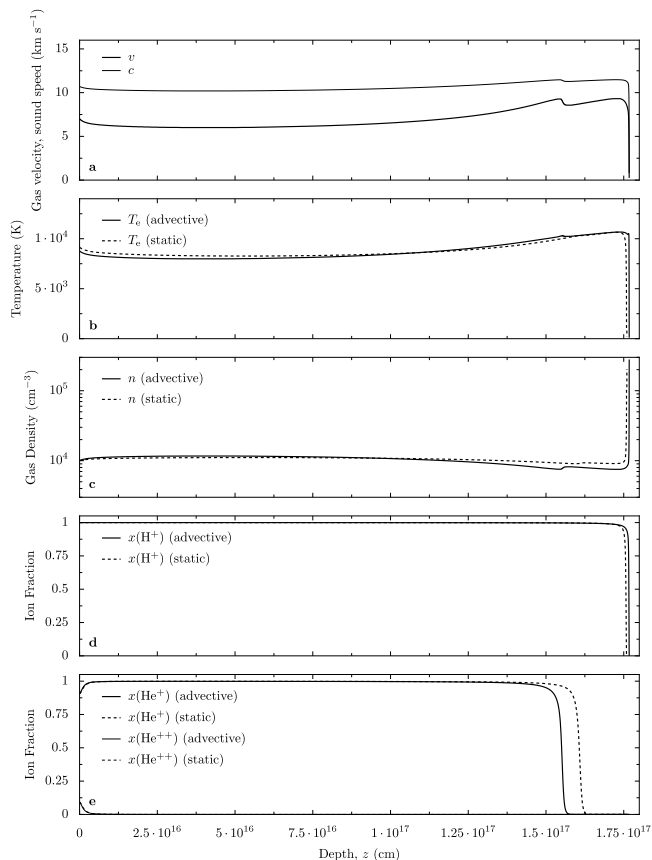 Gas velocity, sound speed (km s⁻¹)
15
10
5
0
v
c
a
Temperature (K)
1·10⁴
5·10³
0
Tₑ (advective)
Tₑ (static)
b
Gas Density (cm⁻³)
10⁵
10⁴
n (advective)
n (static)
c
Ion Fraction
1
0.75
0.5
0.25
0
x(H⁺) (advective)
x(H⁺) (static)
d
Ion Fraction
1
0.75
0.5
0.25
0
x(He⁺) (advective)
x(He⁺) (static)
x(He⁺⁺) (advective)
x(He⁺⁺) (static)
e
0 2.5·10¹⁶ 5·10¹⁶ 7.5·10¹⁶ 1·10¹⁷ 1.25·10¹⁷ 1.5·10¹⁷ 1.75·10¹⁷
Depth, z (cm)